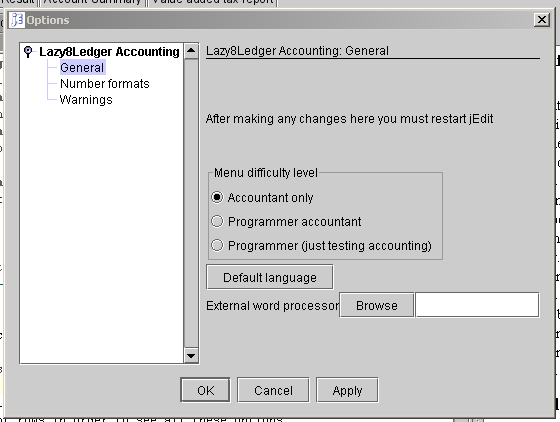 Result Account Summary Value added tax report
Options
Lazy8Ledger Accounting
General
Number formats
Warnings
Lazy8Ledger Accounting: General
After making any changes here you must restart jEdit
Menu difficulty level
Accountant only
Programmer accountant
Programmer (just testing accounting)
Default language
External word processor Browse
OK Cancel Apply